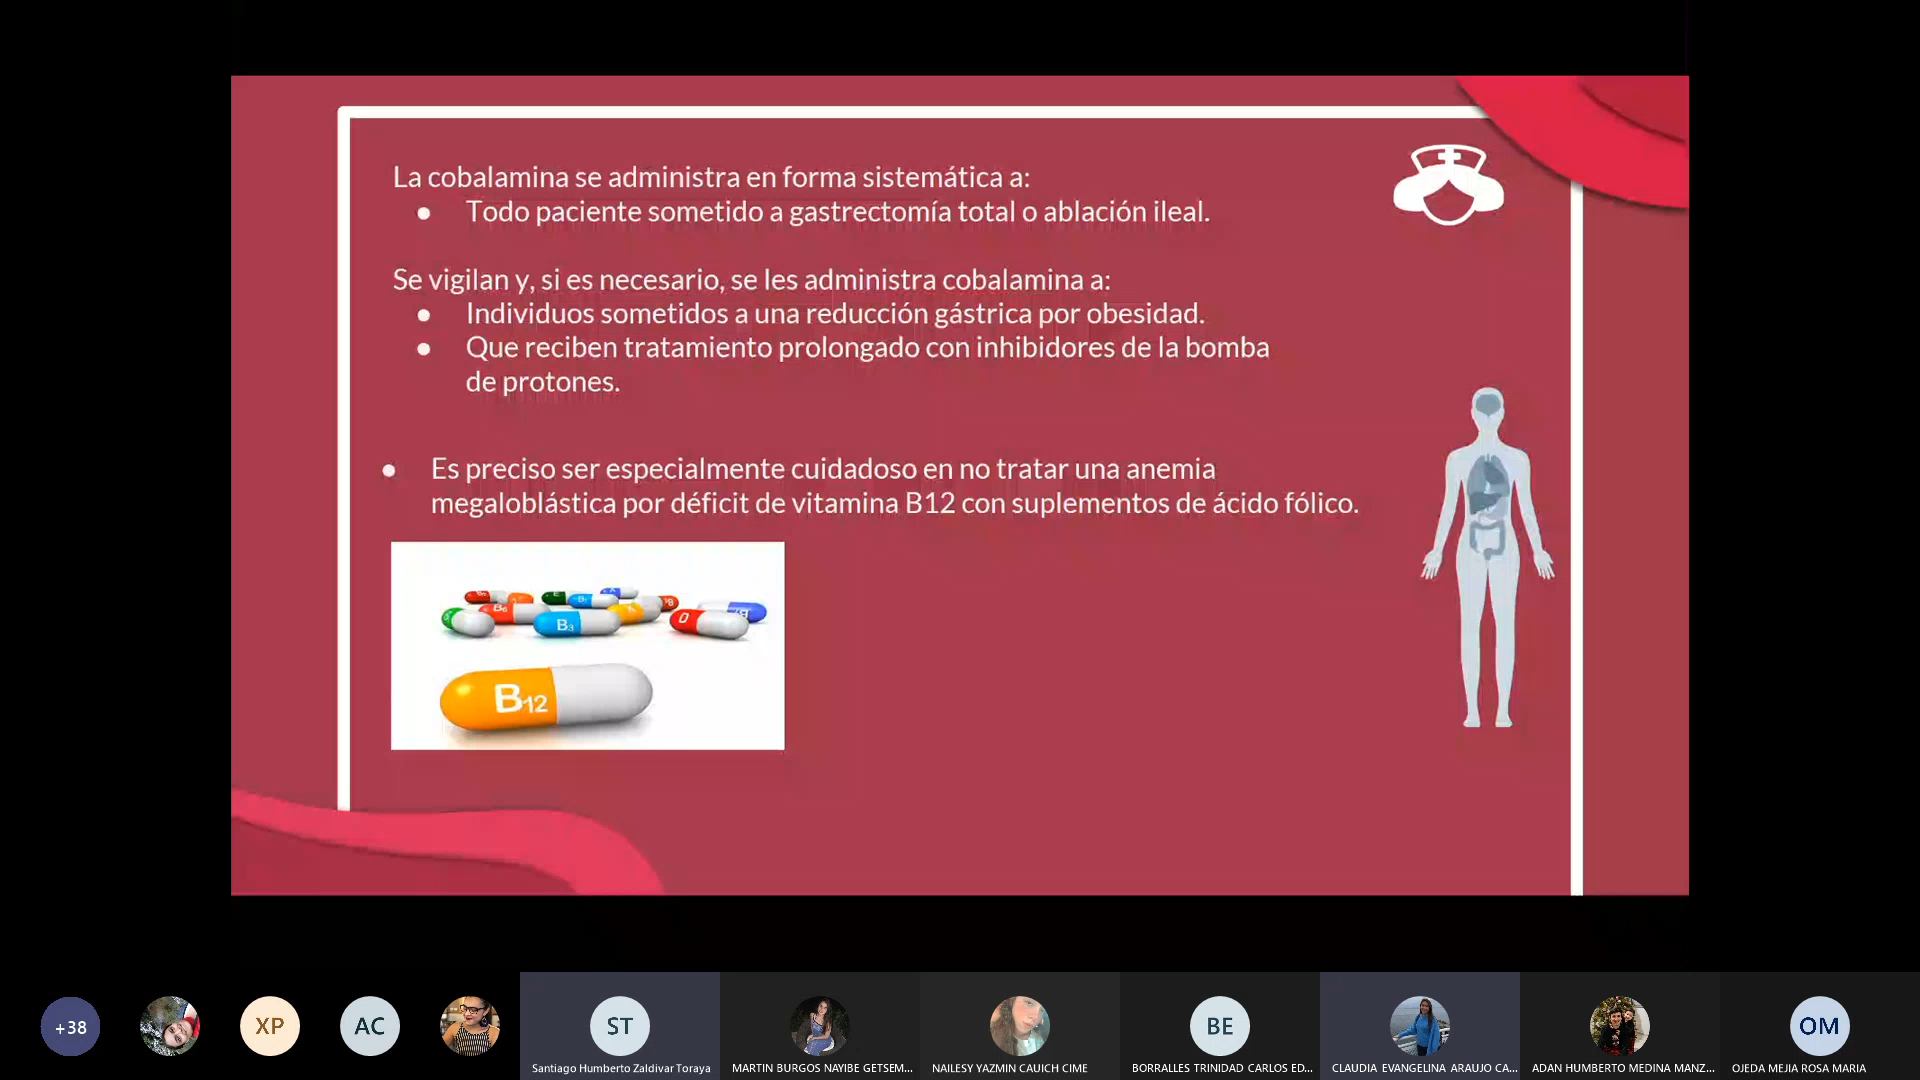 La cobalamina se administra en forma sistemática a:
● Todo paciente sometido a gastrectomía total o ablación ileal.
Se vigilan y, si es necesario, se les administra cobalamina a:
● Individuos sometidos a una reducción gástrica por obesidad.
● Que reciben tratamiento prolongado con inhibidores de la bomba
de protones.
● Es preciso ser especialmente cuidadoso en no tratar una anemia
megaloblástica por déficit de vitamina B12 con suplementos de ácido fólico.
B6
B3
D
B12
+38
XP
AC
ST
BE
OM
Santiago Humberto Zaldivar Toraya
MARTIN BURGOS NAYIBE GETSEM...
NAILESY YAZMIN CAUICH CIME
BORRALLES TRINIDAD CARLOS ED...
CLAUDIA EVANGELINA ARAUJO CA...
ADAN HUMBERTO MEDINA MANZ...
OJEDA MEJIA ROSA MARIA